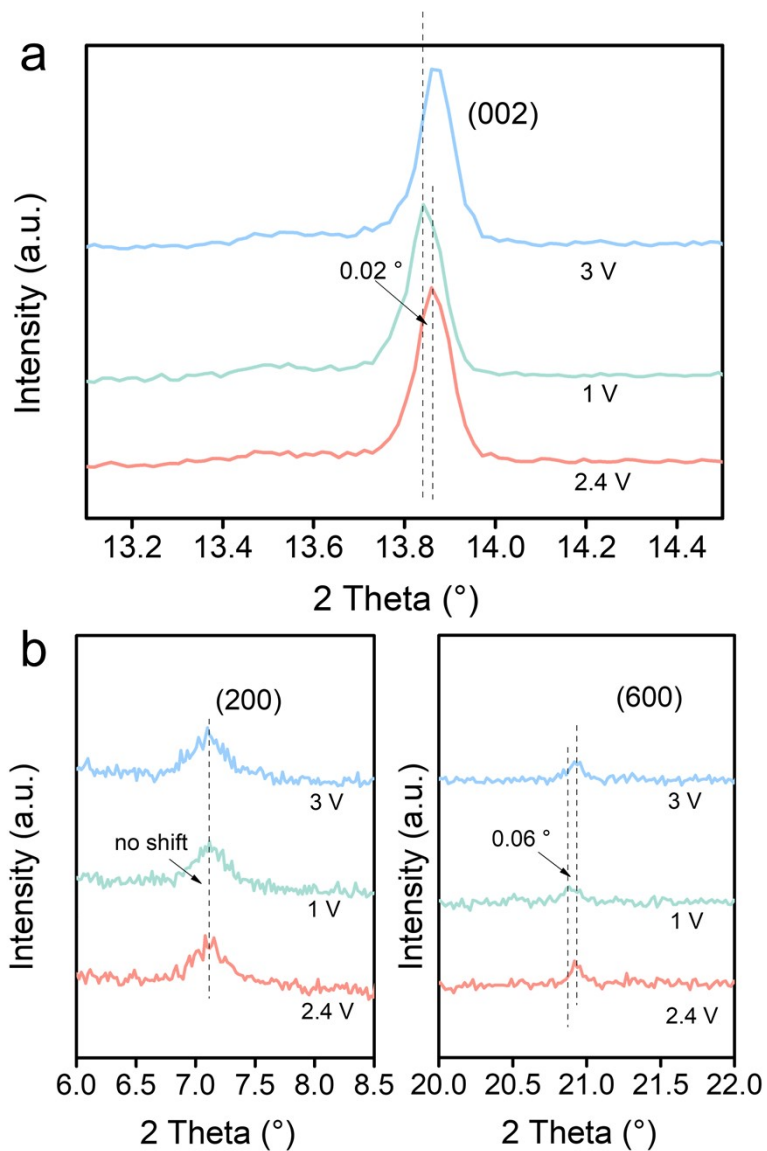 a
(002)
Intensity (a.u.)
0.02 °
3 V
1 V
2.4 V
13.2 13.4 13.6 13.8 14.0 14.2 14.4
2 Theta (°)
b
(200)
Intensity (a.u.)
3 V
no shift
1 V
2.4 V
6.0 6.5 7.0 7.5 8.0 8.5
2 Theta (°)
(600)
Intensity (a.u.)
3 V
0.06 °
1 V
2.4 V
20.0 20.5 21.0 21.5 22.0
2 Theta (°)